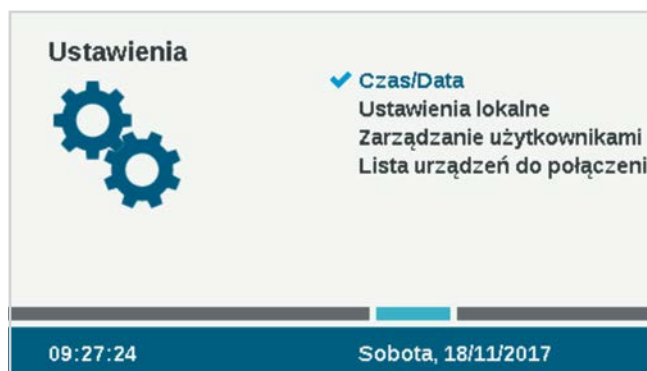 Ustawienia
Czas/Data
Ustawienia lokalne
Zarządzanie użytkownikami
Lista urządzeń do połączeni
09:27:24
Sobota, 18/11/2017